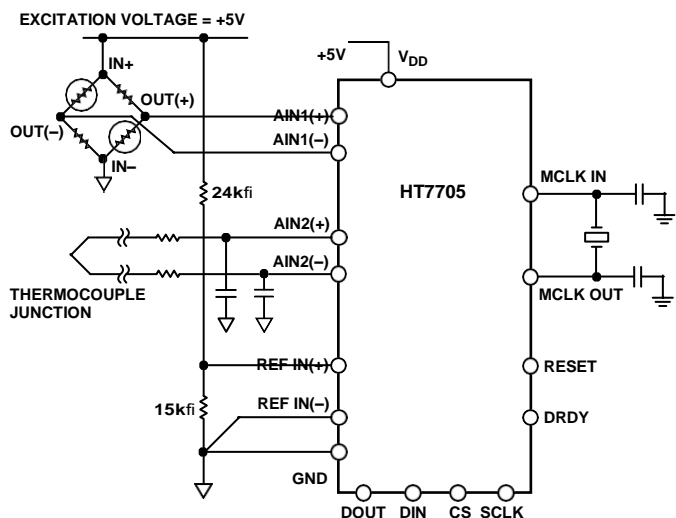 EXCITATION VOLTAGE = +5V
+5V
VDD
IN+
OUT(+)
AIN1(+)
OUT(–)
AIN1(–)
IN–
24kfi
HT7705
MCLK IN
AIN2(+)
AIN2(–)
THERMOCOUPLE
JUNCTION
MCLK OUT
REF IN(+)
RESET
15kfi
REF IN(–)
DRDY
GND
DOUT DIN CS SCLK